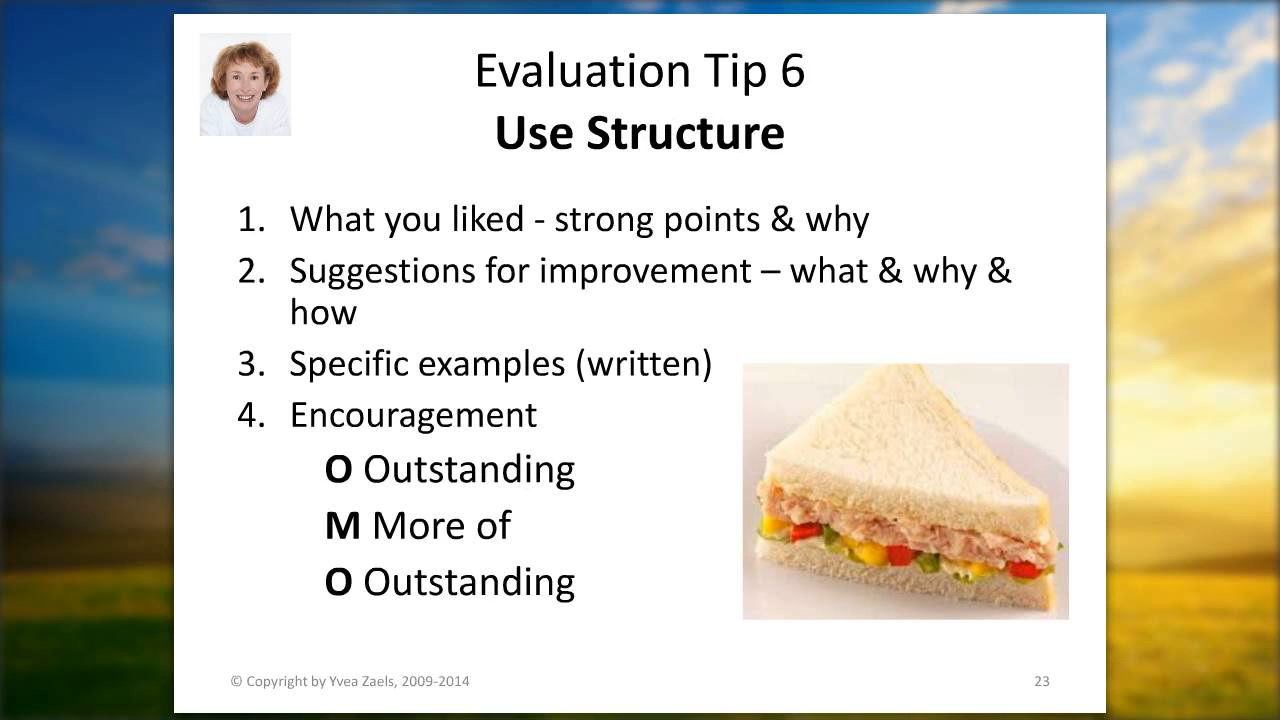 Evaluation Tip 6
Use Structure
1. What you liked - strong points & why
2. Suggestions for improvement – what & why &
how
3. Specific examples (written)
4. Encouragement
O Outstanding
M More of
O Outstanding
© Copyright by Yvea Zaels, 2009-2014
23